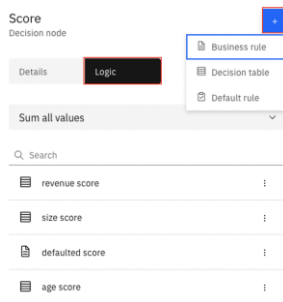 Score
Decision node
+
Business rule
Details
Logic
Decision table
Default rule
Sum all values
Search
revenue score
size score
defaulted score
age score